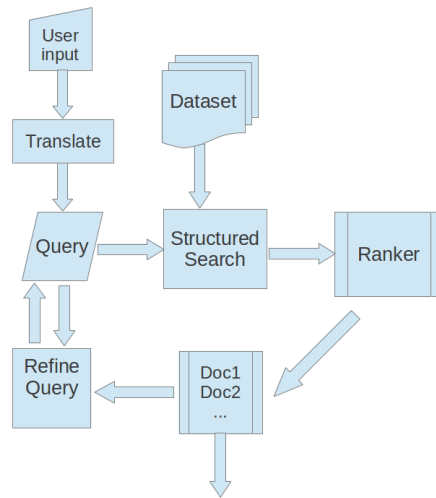 User
input
Dataset
Translate
Query
Structured
Search
Ranker
Refine
Query
Doc1
Doc2
...